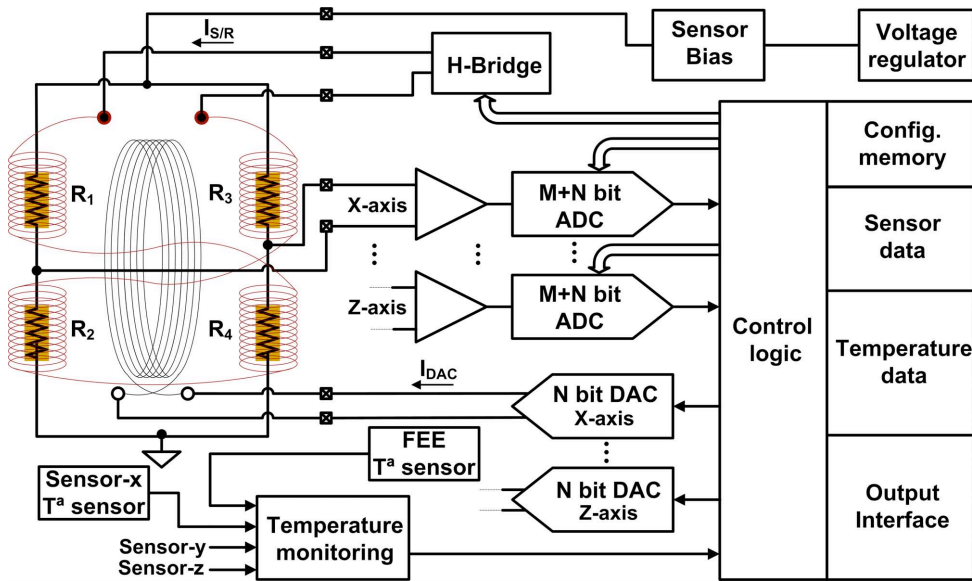 I_S/R
Sensor
Bias
Voltage
regulator
H-Bridge
Config.
memory
R₁
R₃
X-axis
M+N bit
ADC
Sensor
data
Z-axis
M+N bit
ADC
R₂
R₄
Control
logic
Temperature
data
I_DAC
N bit DAC
X-axis
FEE
Tª sensor
Sensor-x
Tª sensor
N bit DAC
Z-axis
Output
Interface
Temperature
monitoring
Sensor-y
Sensor-z